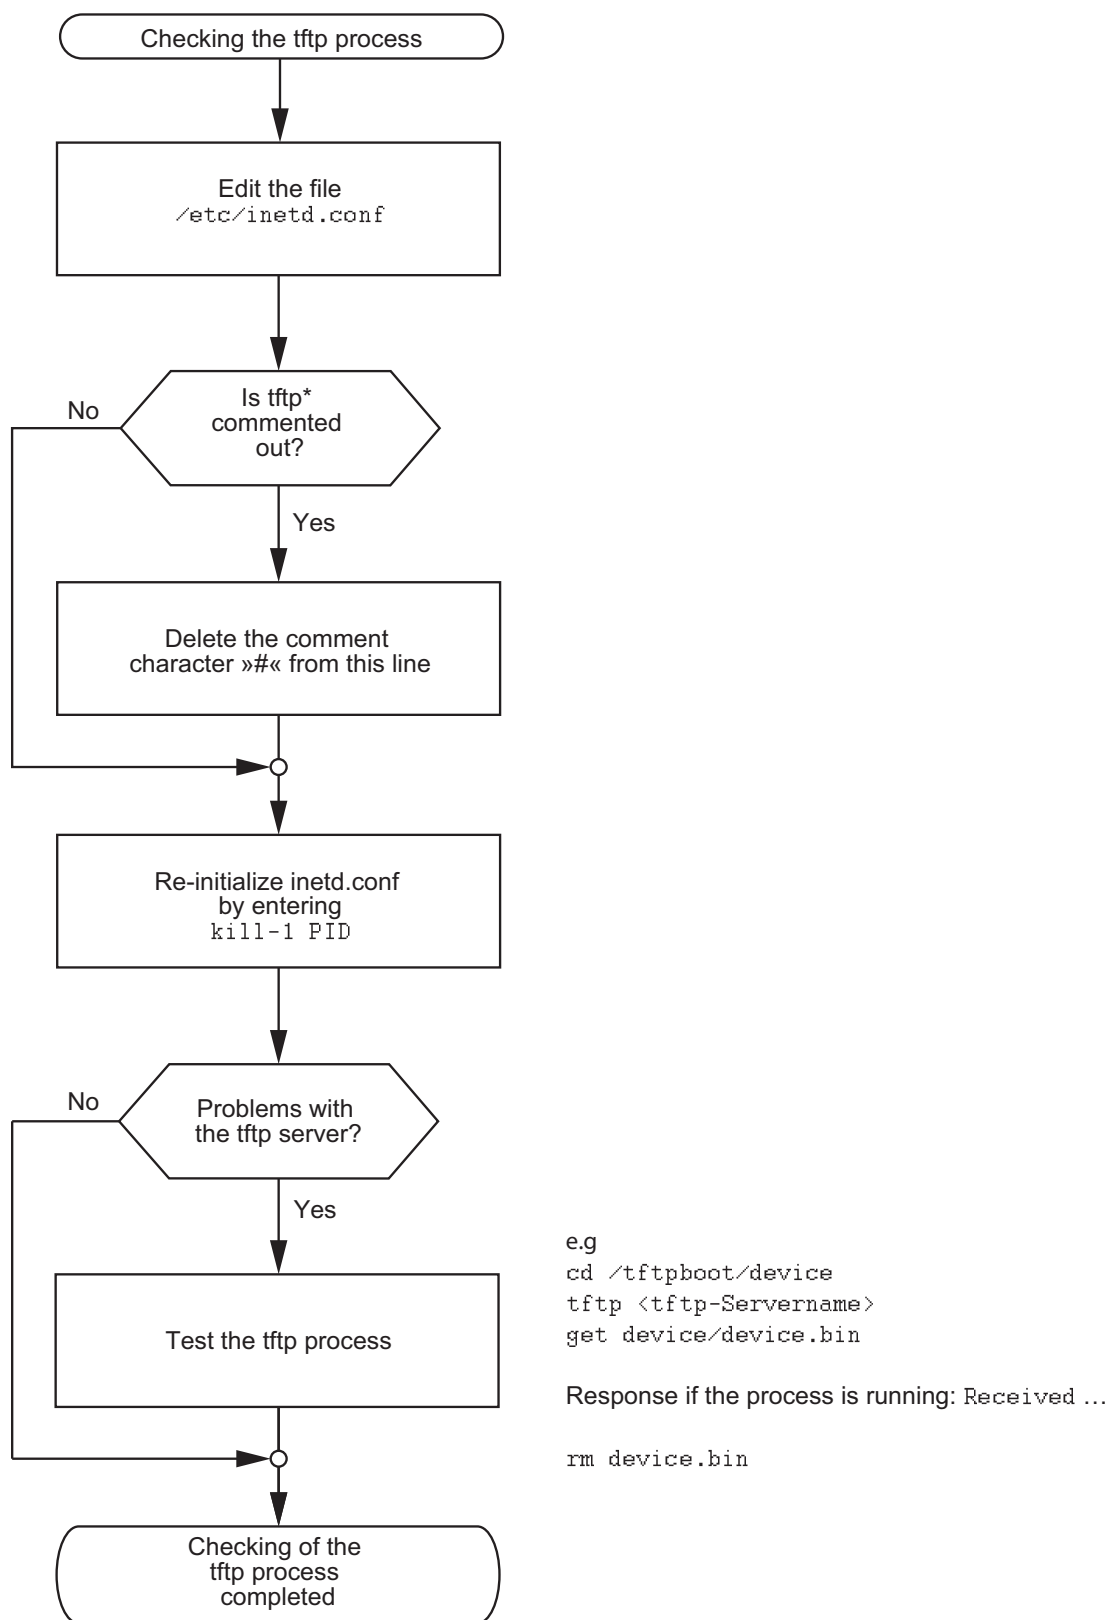 Checking the tftp process
Edit the file
/etc/inetd.conf
Is tftp*
commented
out?
No
Yes
Delete the comment
character »#« from this line
Re-initialize inetd.conf
by entering
kill-1 PID
No
Problems with
the tftp server?
Yes
Test the tftp process
e.g
cd /tftpboot/device
tftp <tftp-Servername>
get device/device.bin
Response if the process is running: Received ...
rm device.bin
Checking of the
tftp process
completed